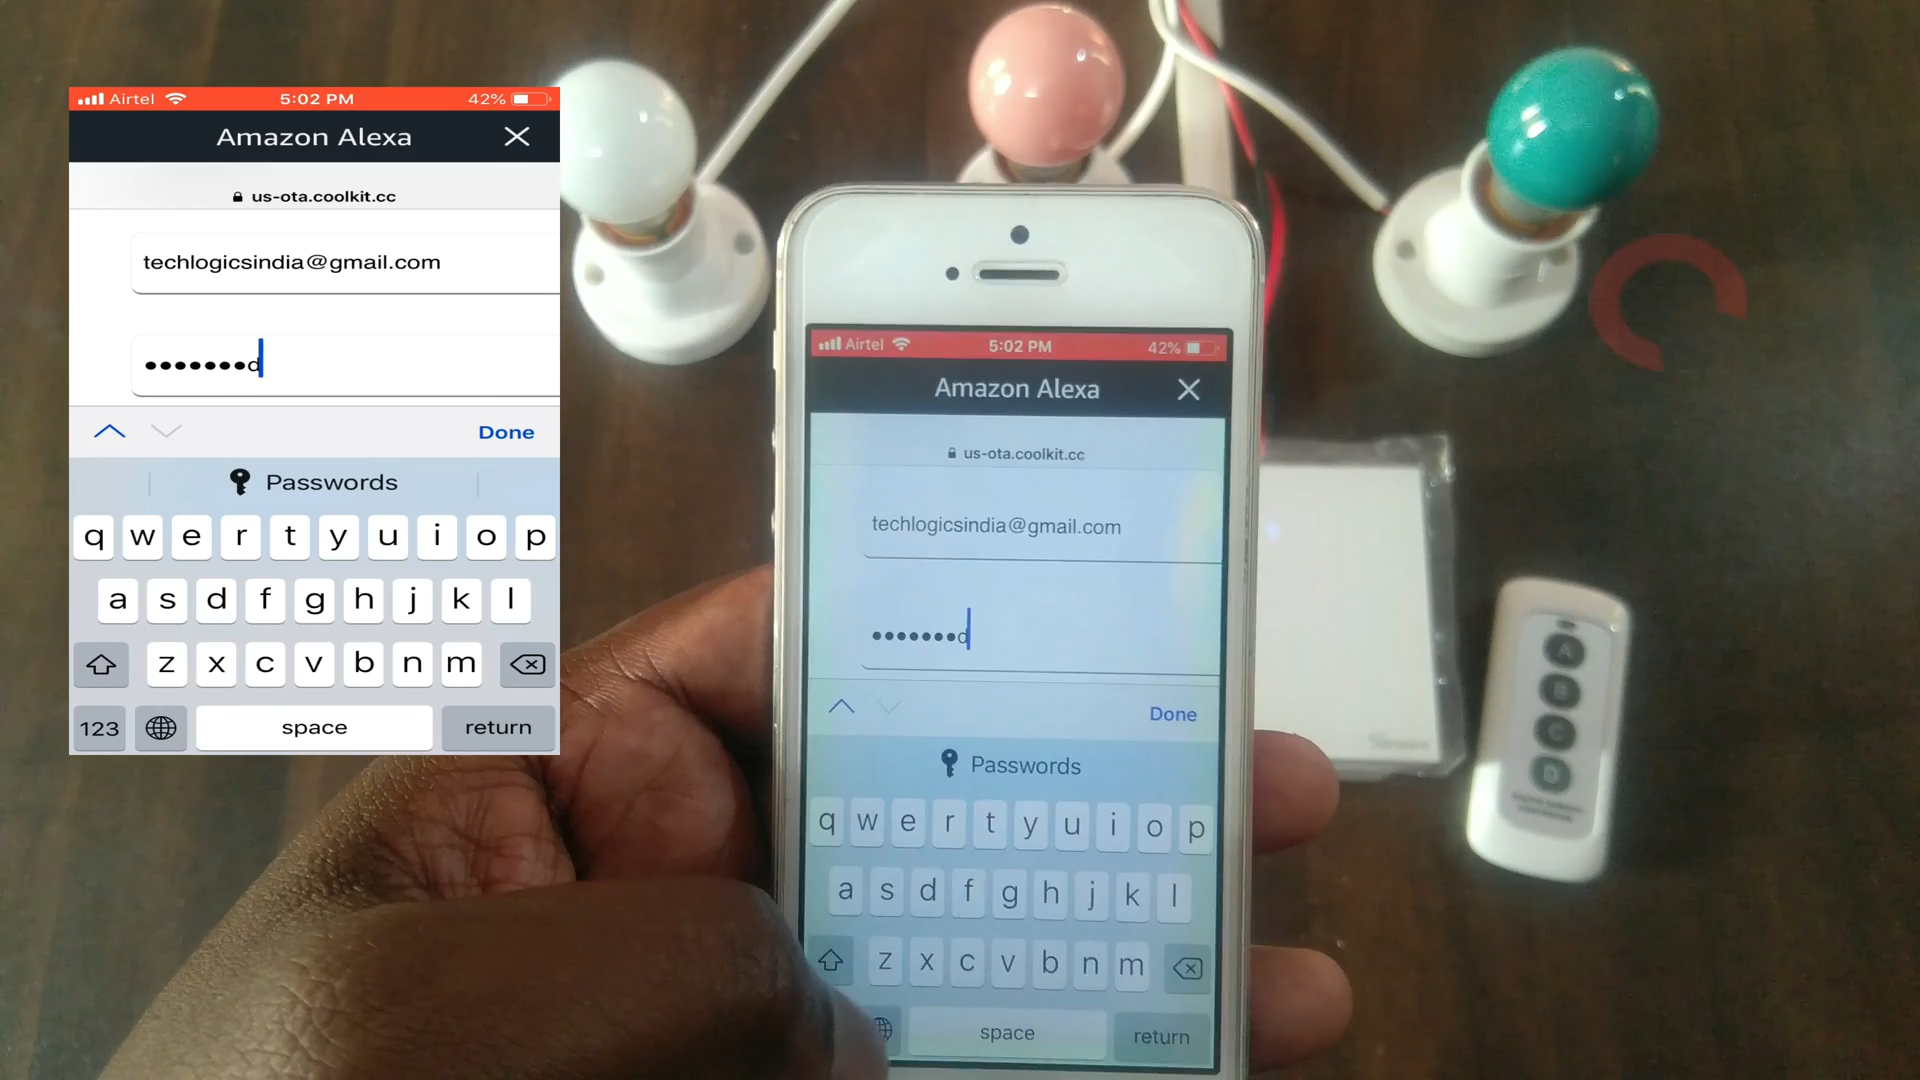 Airtel 5:02 PM 42%
Amazon Alexa
us-ota.coolkit.cc
techlogicsindia@gmail.com
•••••••d
Done
Passwords
q w e r t y u i o p
a s d f g h j k l
z x c v b n m
123 space return
Airtel 5:02 PM 42%
Amazon Alexa
us-ota.coolkit.cc
techlogicsindia@gmail.com
•••••••d
Done
Passwords
q w e r t y u i o p
a s d f g h j k l
z x c v b n m
space return
A
B
C
D